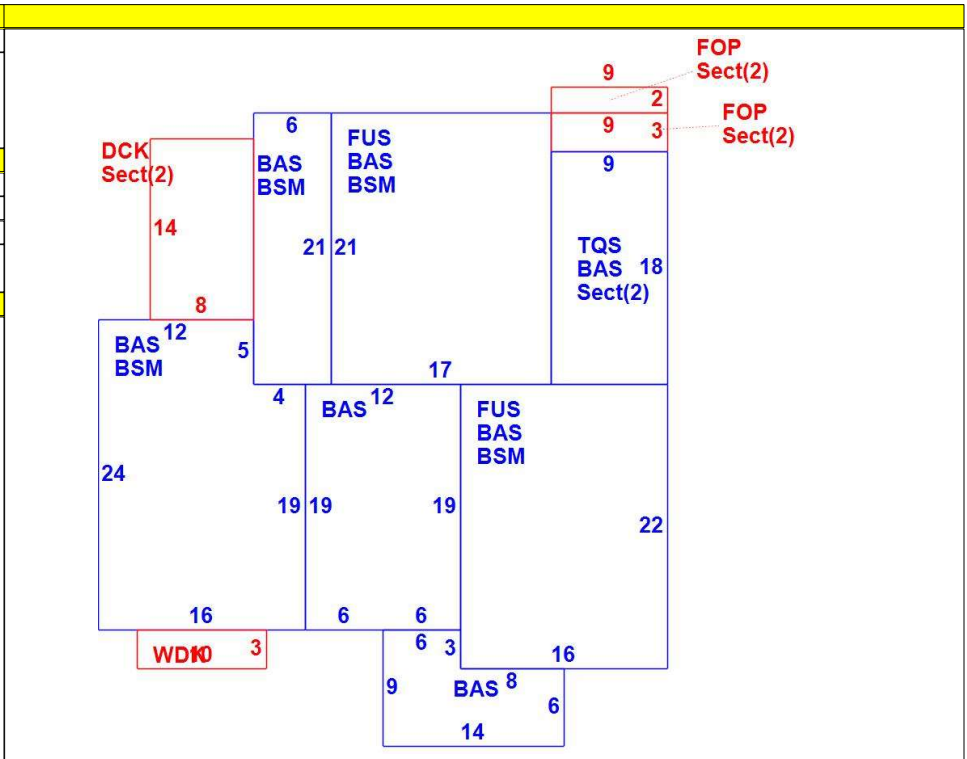 FOP
Sect(2)
9
2
FOP
Sect(2)
9
3
9
6
FUS
BAS
BSM
BAS
BSM
DCK
Sect(2)
14
8
21
21
TQS
BAS
Sect(2)
18
12
BAS
BSM
5
17
4
BAS
12
FUS
BAS
BSM
24
19
19
19
22
16
6
6
WDK
10
3
6
3
16
9
BAS
8
6
14